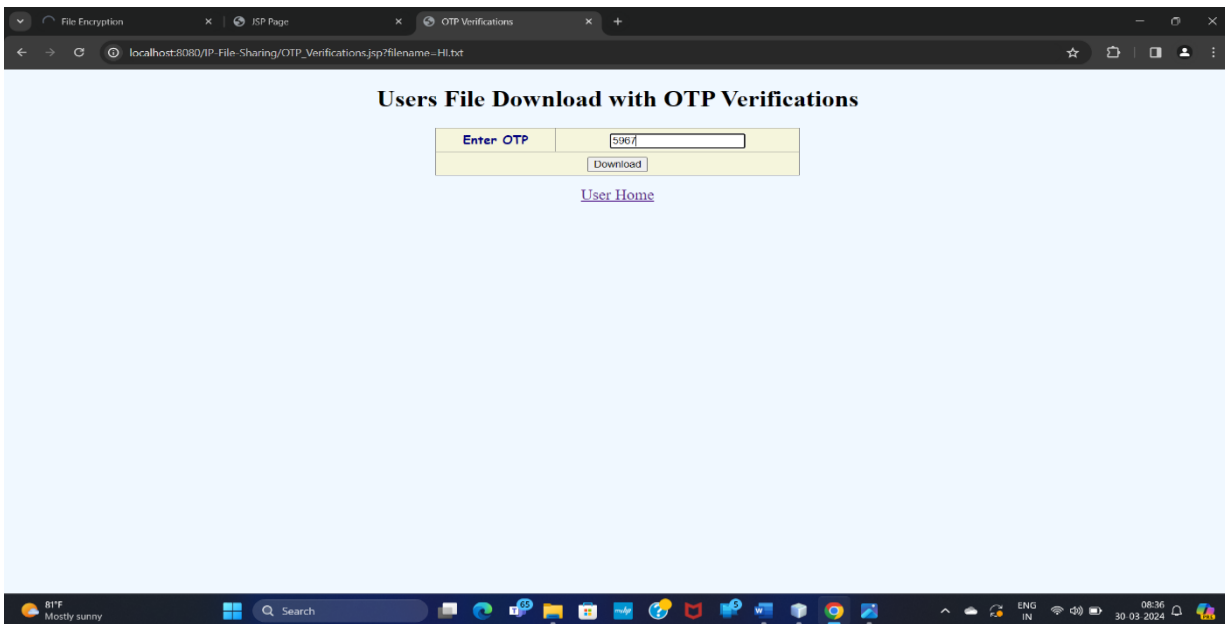 File Encryption
JSP Page
OTP Verifications
localhost:8080/IP-File-Sharing/OTP_Verifications.jsp?filename=HI.txt
Users File Download with OTP Verifications
Enter OTP 5967
Download
User Home
81°F
Mostly sunny
Search
65
5
ENG
IN
08:36
30-03-2024